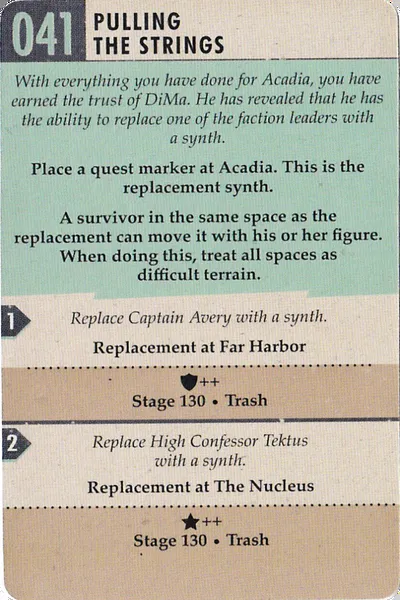 041
PULLING
THE STRINGS
With everything you have done for Acadia, you have
earned the trust of DiMa. He has revealed that he has
the ability to replace one of the faction leaders with
a synth.
Place a quest marker at Acadia. This is the
replacement synth.
A survivor in the same space as the
replacement can move it with his or her figure.
When doing this, treat all spaces as
difficult terrain.
1
Replace Captain Avery with a synth.
Replacement at Far Harbor
++
Stage 130 • Trash
2
Replace High Confessor Tektus
with a synth.
Replacement at The Nucleus
★++
Stage 130 • Trash